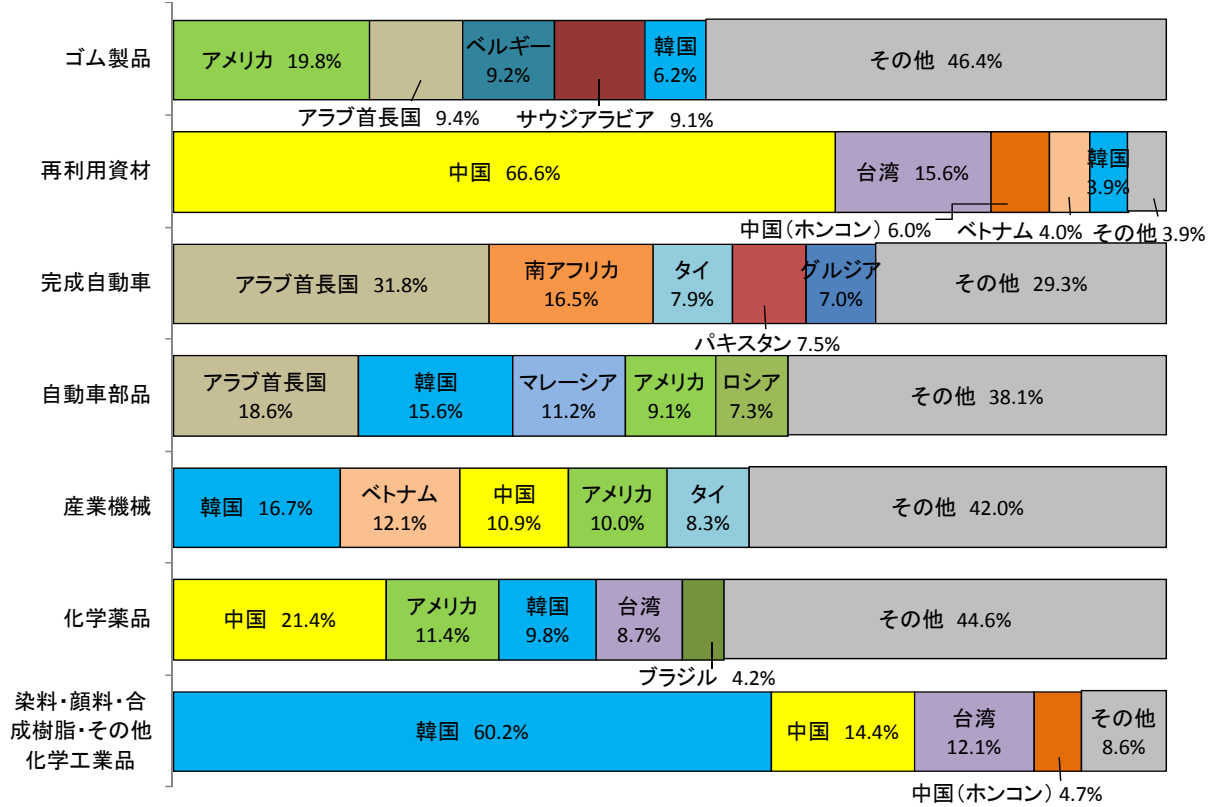 ゴム製品
アメリカ 19.8%
ベルギー
9.2%
韓国
6.2%
その他 46.4%
アラブ首長国 9.4%
サウジアラビア 9.1%
再利用資材
中国 66.6%
台湾 15.6%
韓国
3.9%
中国(ホンコン) 6.0%
ベトナム 4.0%
その他 3.9%
完成自動車
アラブ首長国 31.8%
南アフリカ
16.5%
タイ
7.9%
グルジア
7.0%
その他 29.3%
パキスタン 7.5%
自動車部品
アラブ首長国
18.6%
韓国
15.6%
マレーシア
11.2%
アメリカ
9.1%
ロシア
7.3%
その他 38.1%
産業機械
韓国 16.7%
ベトナム
12.1%
中国
10.9%
アメリカ
10.0%
タイ
8.3%
その他 42.0%
化学薬品
中国 21.4%
アメリカ
11.4%
韓国
9.8%
台湾
8.7%
その他 44.6%
ブラジル 4.2%
染料・顔料・合
成樹脂・その他
化学工業品
韓国 60.2%
中国 14.4%
台湾
12.1%
その他
8.6%
中国(ホンコン) 4.7%